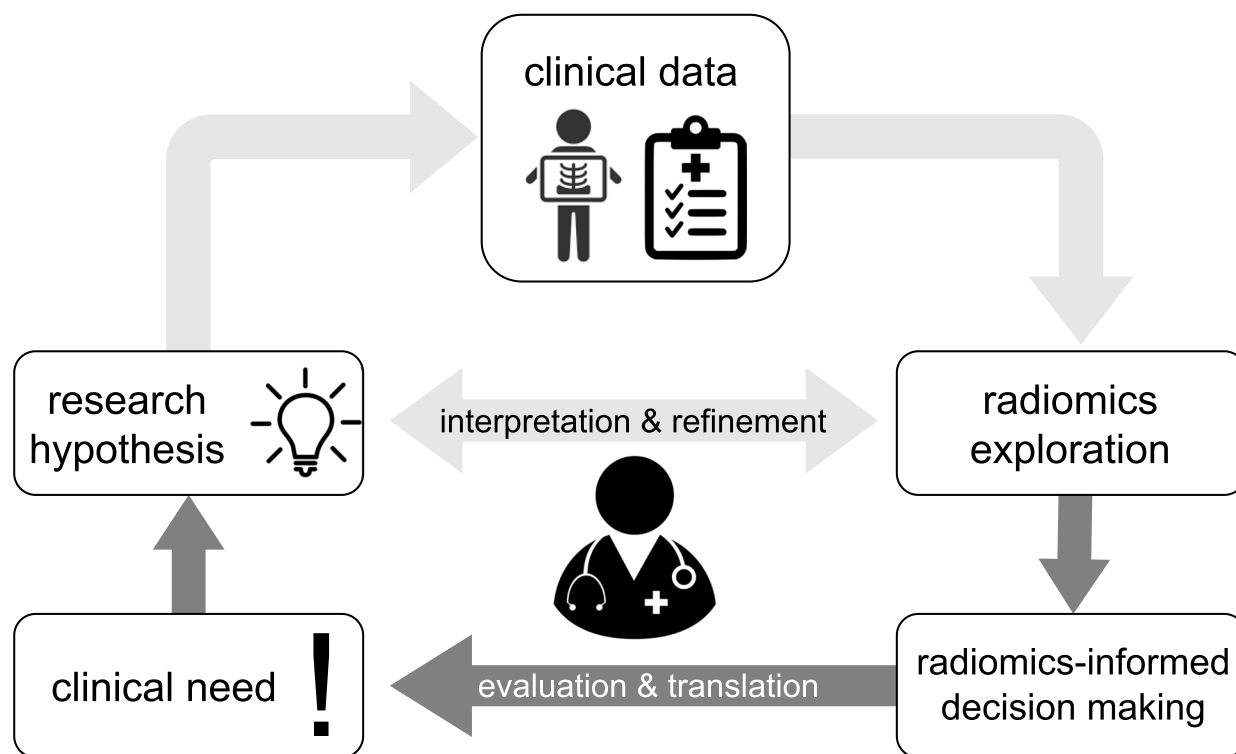 clinical data
research
hypothesis
interpretation & refinement
radiomics
exploration
clinical need
!
evaluation & translation
radiomics-informed
decision making